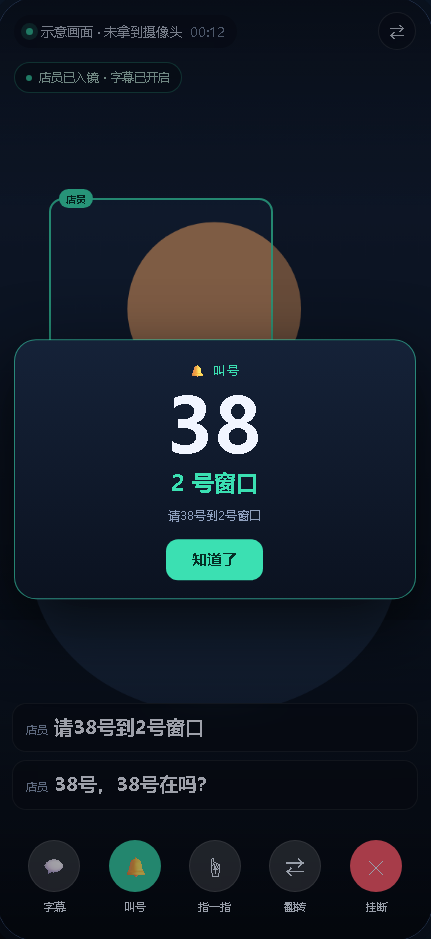 示意画面 · 未拿到摄像头 00:12
店员已入镜 · 字幕已开启
店员
叫号
38
2 号窗口
请38号到2号窗口
知道了
店员 请38号到2号窗口
店员 38号，38号在吗?
字幕 叫号 指一指 翻转 挂断